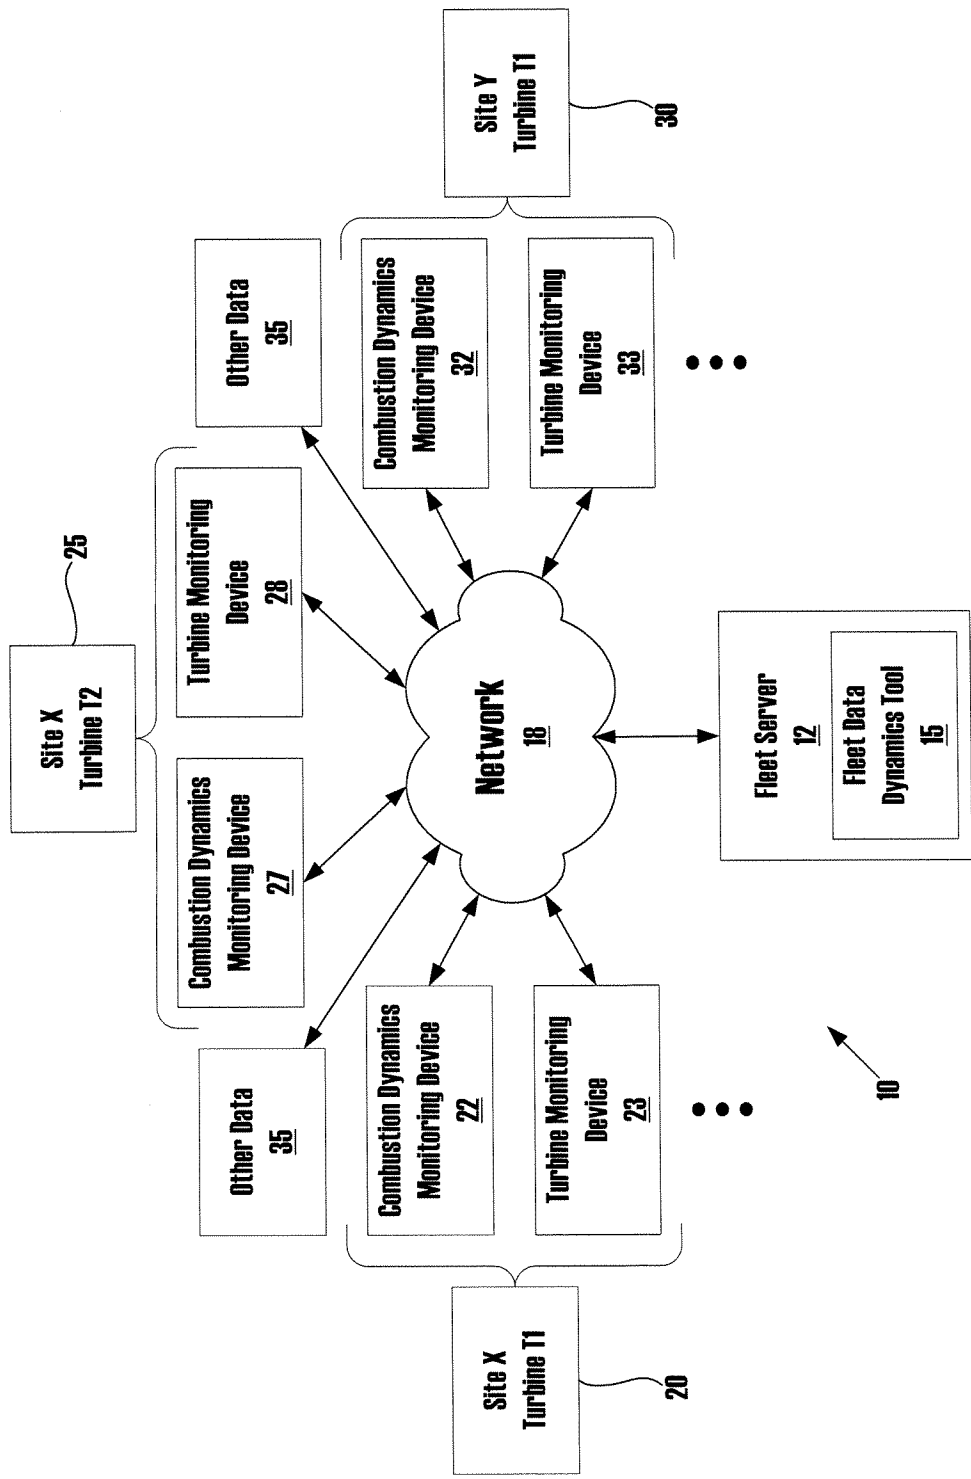 Site X
Turbine T2
25
Combustion Dynamics
Monitoring Device
27
Turbine Monitoring
Device
28
Other Data
35
Other Data
35
Site X
Turbine T1
20
Combustion Dynamics
Monitoring Device
22
Turbine Monitoring
Device
23
Network
18
Combustion Dynamics
Monitoring Device
32
Turbine Monitoring
Device
33
Site Y
Turbine T1
30
Fleet Server
12
Fleet Data
Dynamics Tool
15
10